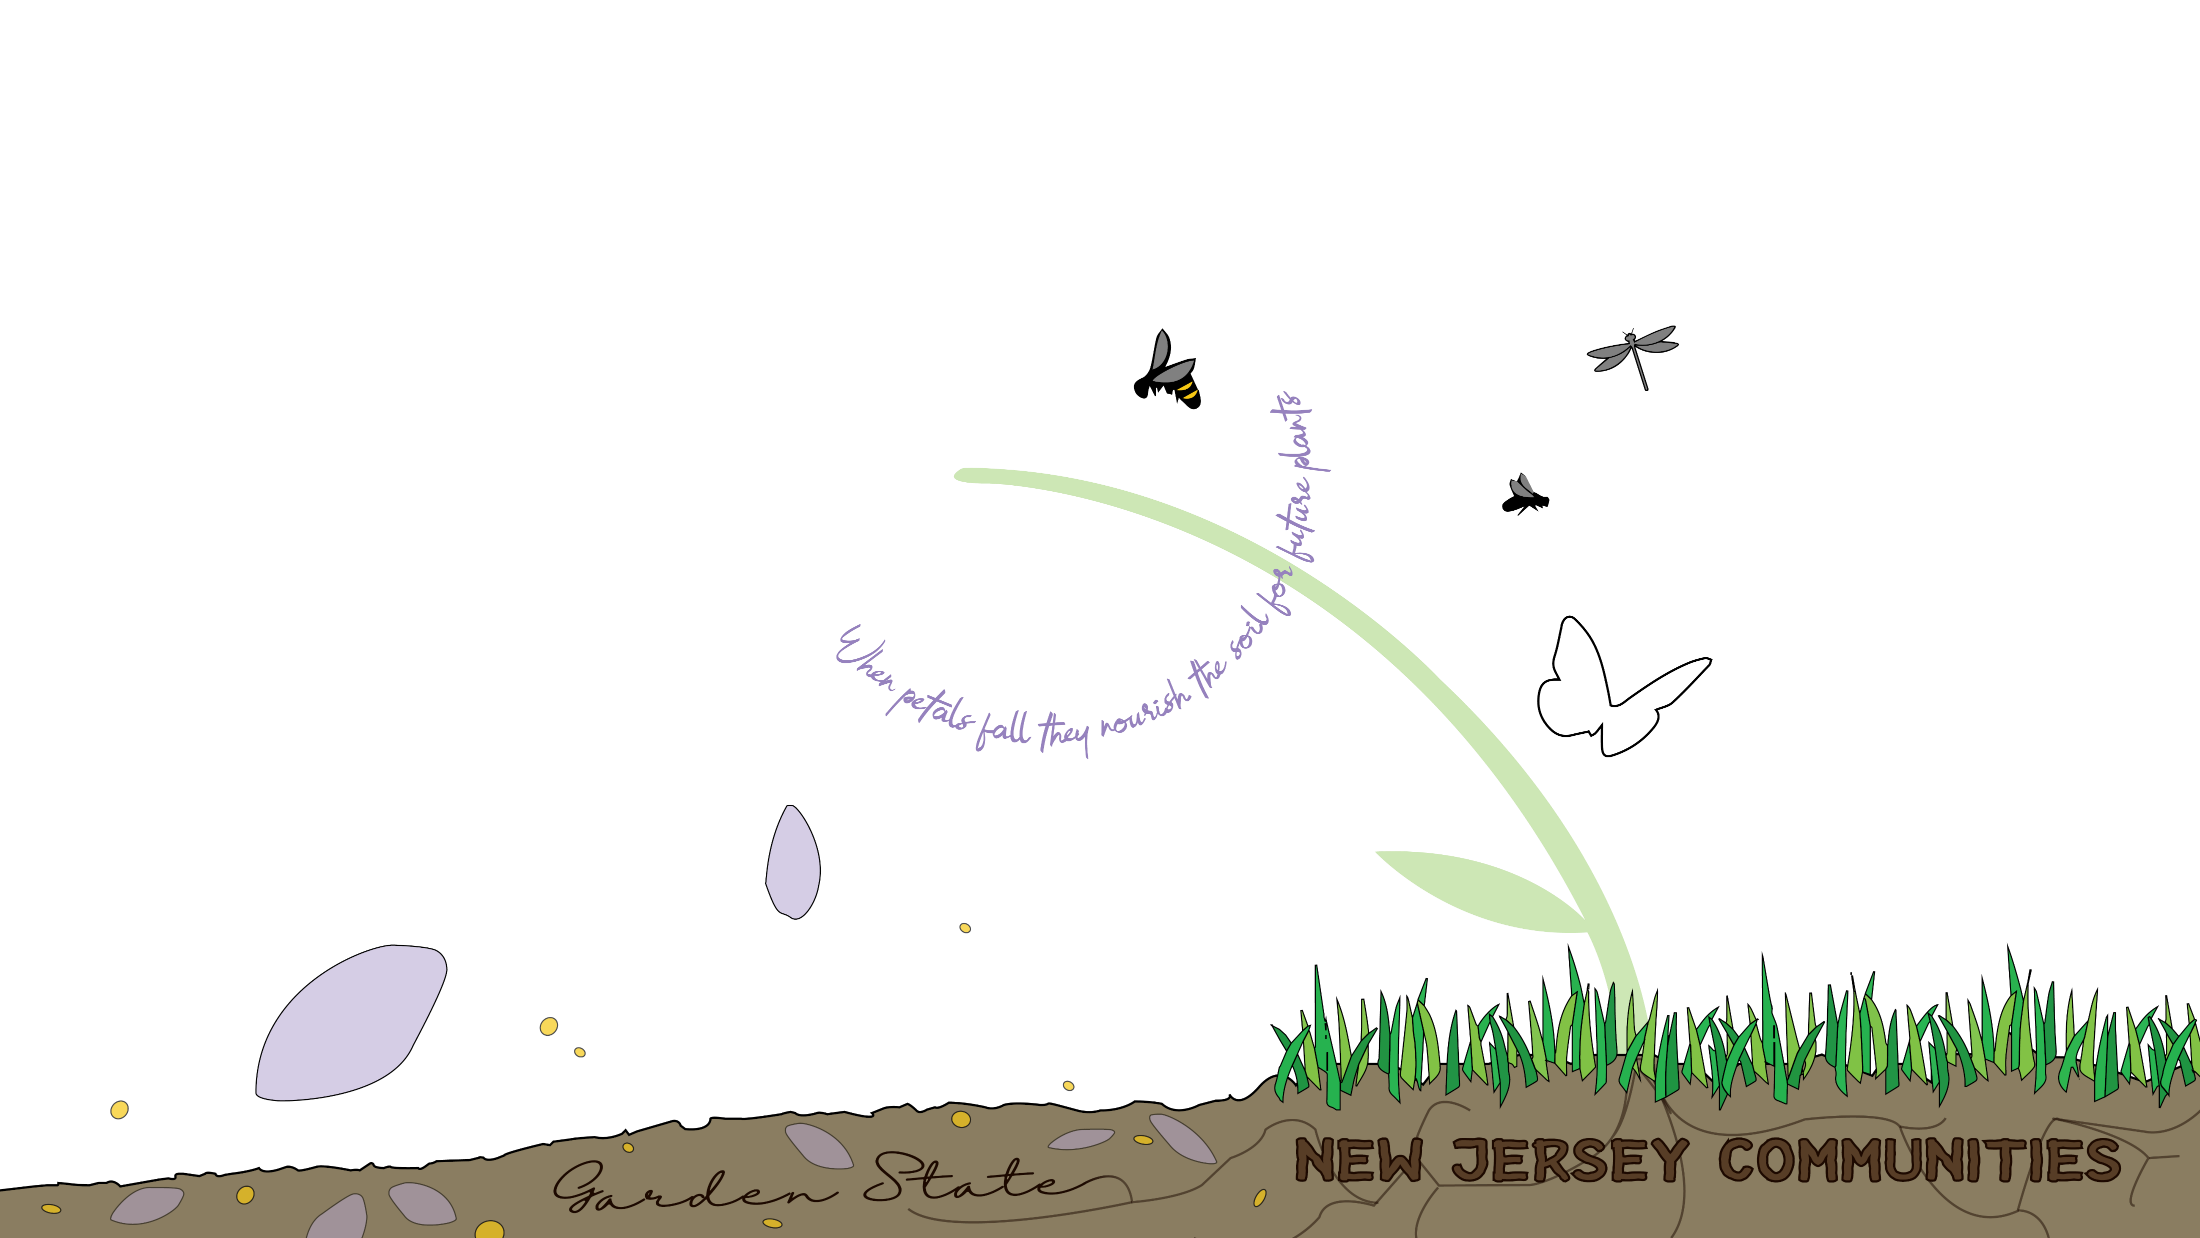 When petals fall they nourish the soil for future plants
Garden State
NEW JERSEY COMMUNITIES